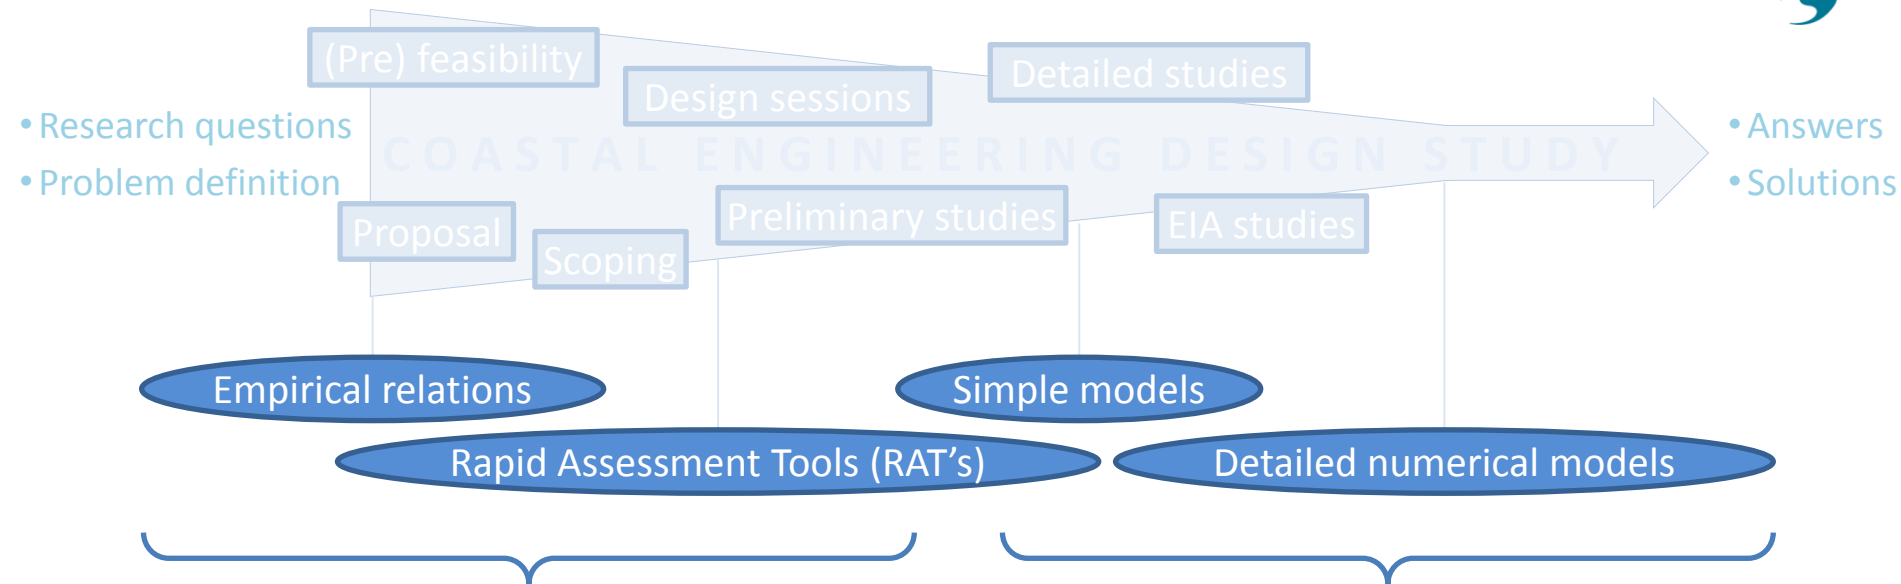 (Pre) feasibility
Design sessions
Detailed studies
• Research questions
• Problem definition
COASTAL ENGINEERING DESIGN STUDY
• Answers
• Solutions
Proposal
Scoping
Preliminary studies
EIA studies
Empirical relations
Simple models
Rapid Assessment Tools (RAT's)
Detailed numerical models